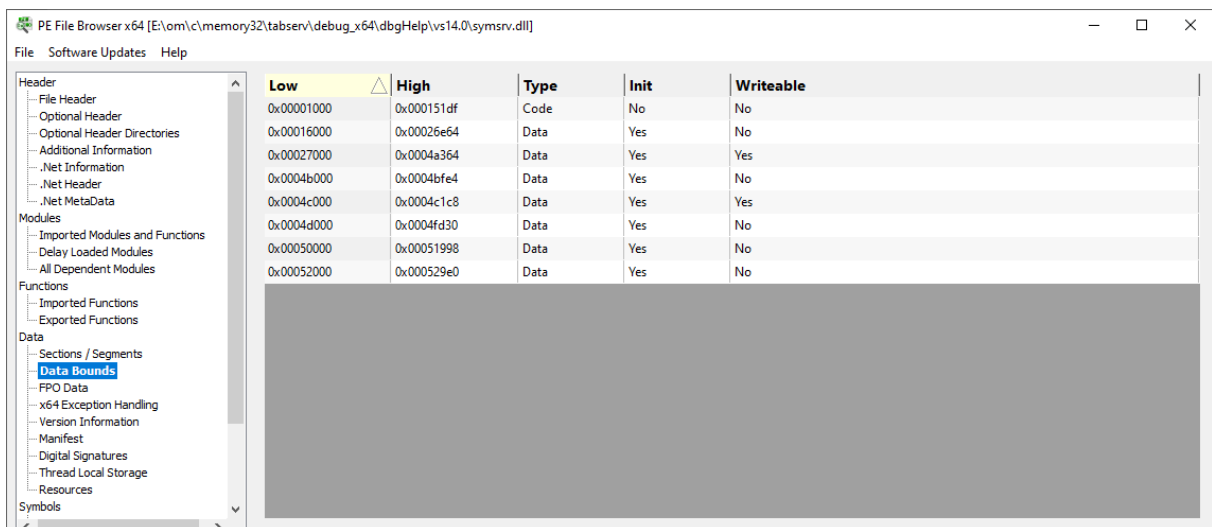 PE File Browser x64 [E:\om\c\memory32\tabserv\debug_x64\dbgHelp\vs14.0\symsrv.dll]
File Software Updates Help
Header
File Header
Optional Header
Optional Header Directories
Additional Information
.Net Information
.Net Header
.Net MetaData
Modules
Imported Modules and Functions
Delay Loaded Modules
All Dependent Modules
Functions
Imported Functions
Exported Functions
Data
Sections / Segments
Data Bounds
FPO Data
x64 Exception Handling
Version Information
Manifest
Digital Signatures
Thread Local Storage
Resources
Symbols
Low High Type Init Writeable
0x00001000 0x000151df Code No No
0x00016000 0x00026e64 Data Yes No
0x00027000 0x0004a364 Data Yes Yes
0x0004b000 0x0004bfe4 Data Yes No
0x0004c000 0x0004c1c8 Data Yes Yes
0x0004d000 0x0004fd30 Data Yes No
0x00050000 0x00051998 Data Yes No
0x00052000 0x000529e0 Data Yes No